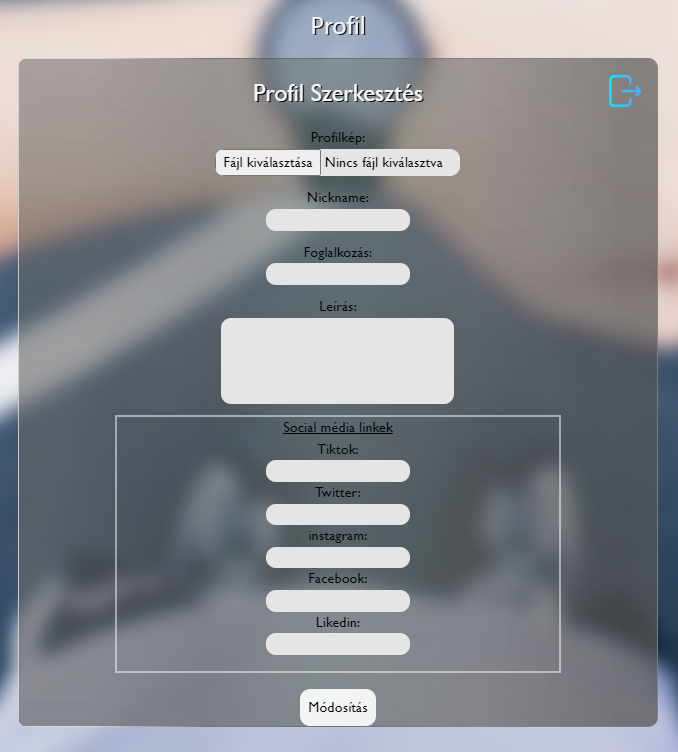 Profil
Profil Szerkesztés
Profilkép:
Fájl kiválasztása Nincs fájl kiválasztva
Nickname:
Foglalkozás:
Leírás:
Social média linkek
Tiktok:
Twitter:
instagram:
Facebook:
Likedin:
Módosítás